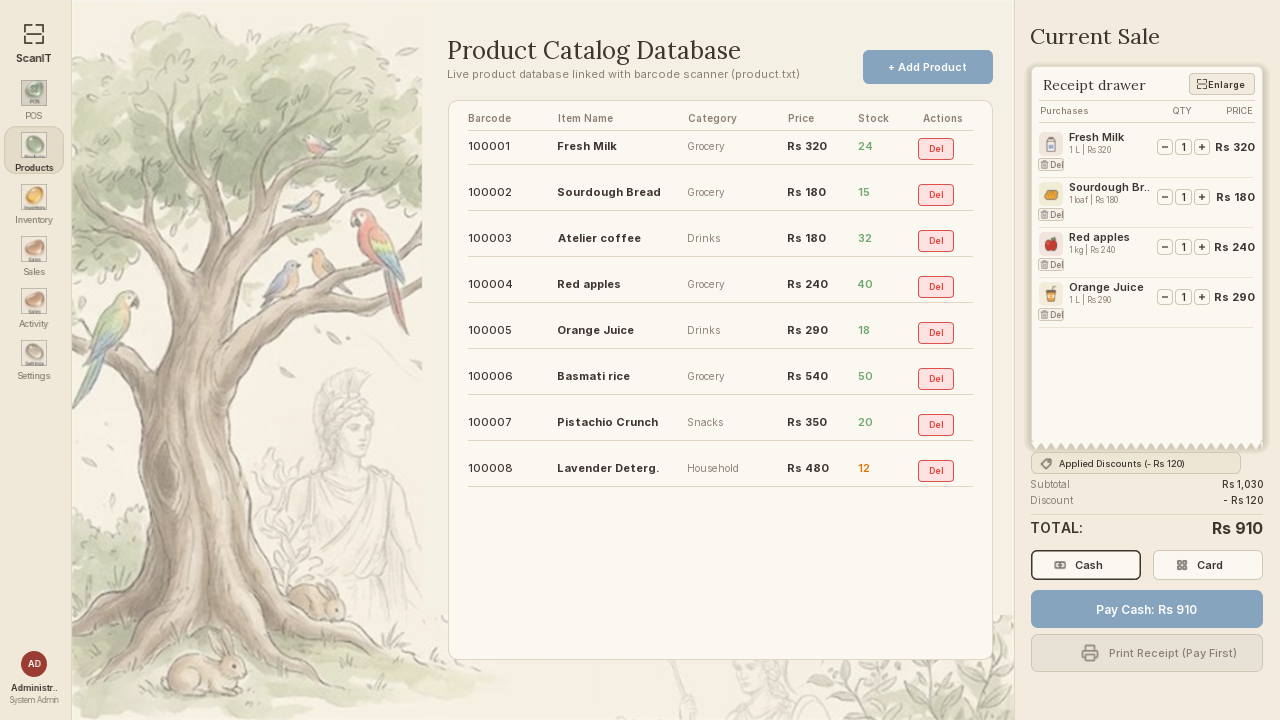 ScanIT
POS
Products
Inventory
Sales
Activity
Settings
AD
Administr..
System Admin
Product Catalog Database
Live product database linked with barcode scanner (product.txt)
+ Add Product
Barcode Item Name Category Price Stock Actions
100001 Fresh Milk Grocery Rs 320 24 Del
100002 Sourdough Bread Grocery Rs 180 15 Del
100003 Atelier coffee Drinks Rs 180 32 Del
100004 Red apples Grocery Rs 240 40 Del
100005 Orange Juice Drinks Rs 290 18 Del
100006 Basmati rice Grocery Rs 540 50 Del
100007 Pistachio Crunch Snacks Rs 350 20 Del
100008 Lavender Deterg. Household Rs 480 12 Del
Current Sale
Receipt drawer Enlarge
Purchases QTY PRICE
Fresh Milk
1 L | Rs 320 − 1 + Rs 320
Del
Sourdough Br..
1 loaf | Rs 180 − 1 + Rs 180
Del
Red apples
1 kg | Rs 240 − 1 + Rs 240
Del
Orange Juice
1 L | Rs 290 − 1 + Rs 290
Del
Applied Discounts (- Rs 120)
Subtotal Rs 1,030
Discount - Rs 120
TOTAL: Rs 910
Cash Card
Pay Cash: Rs 910
Print Receipt (Pay First)